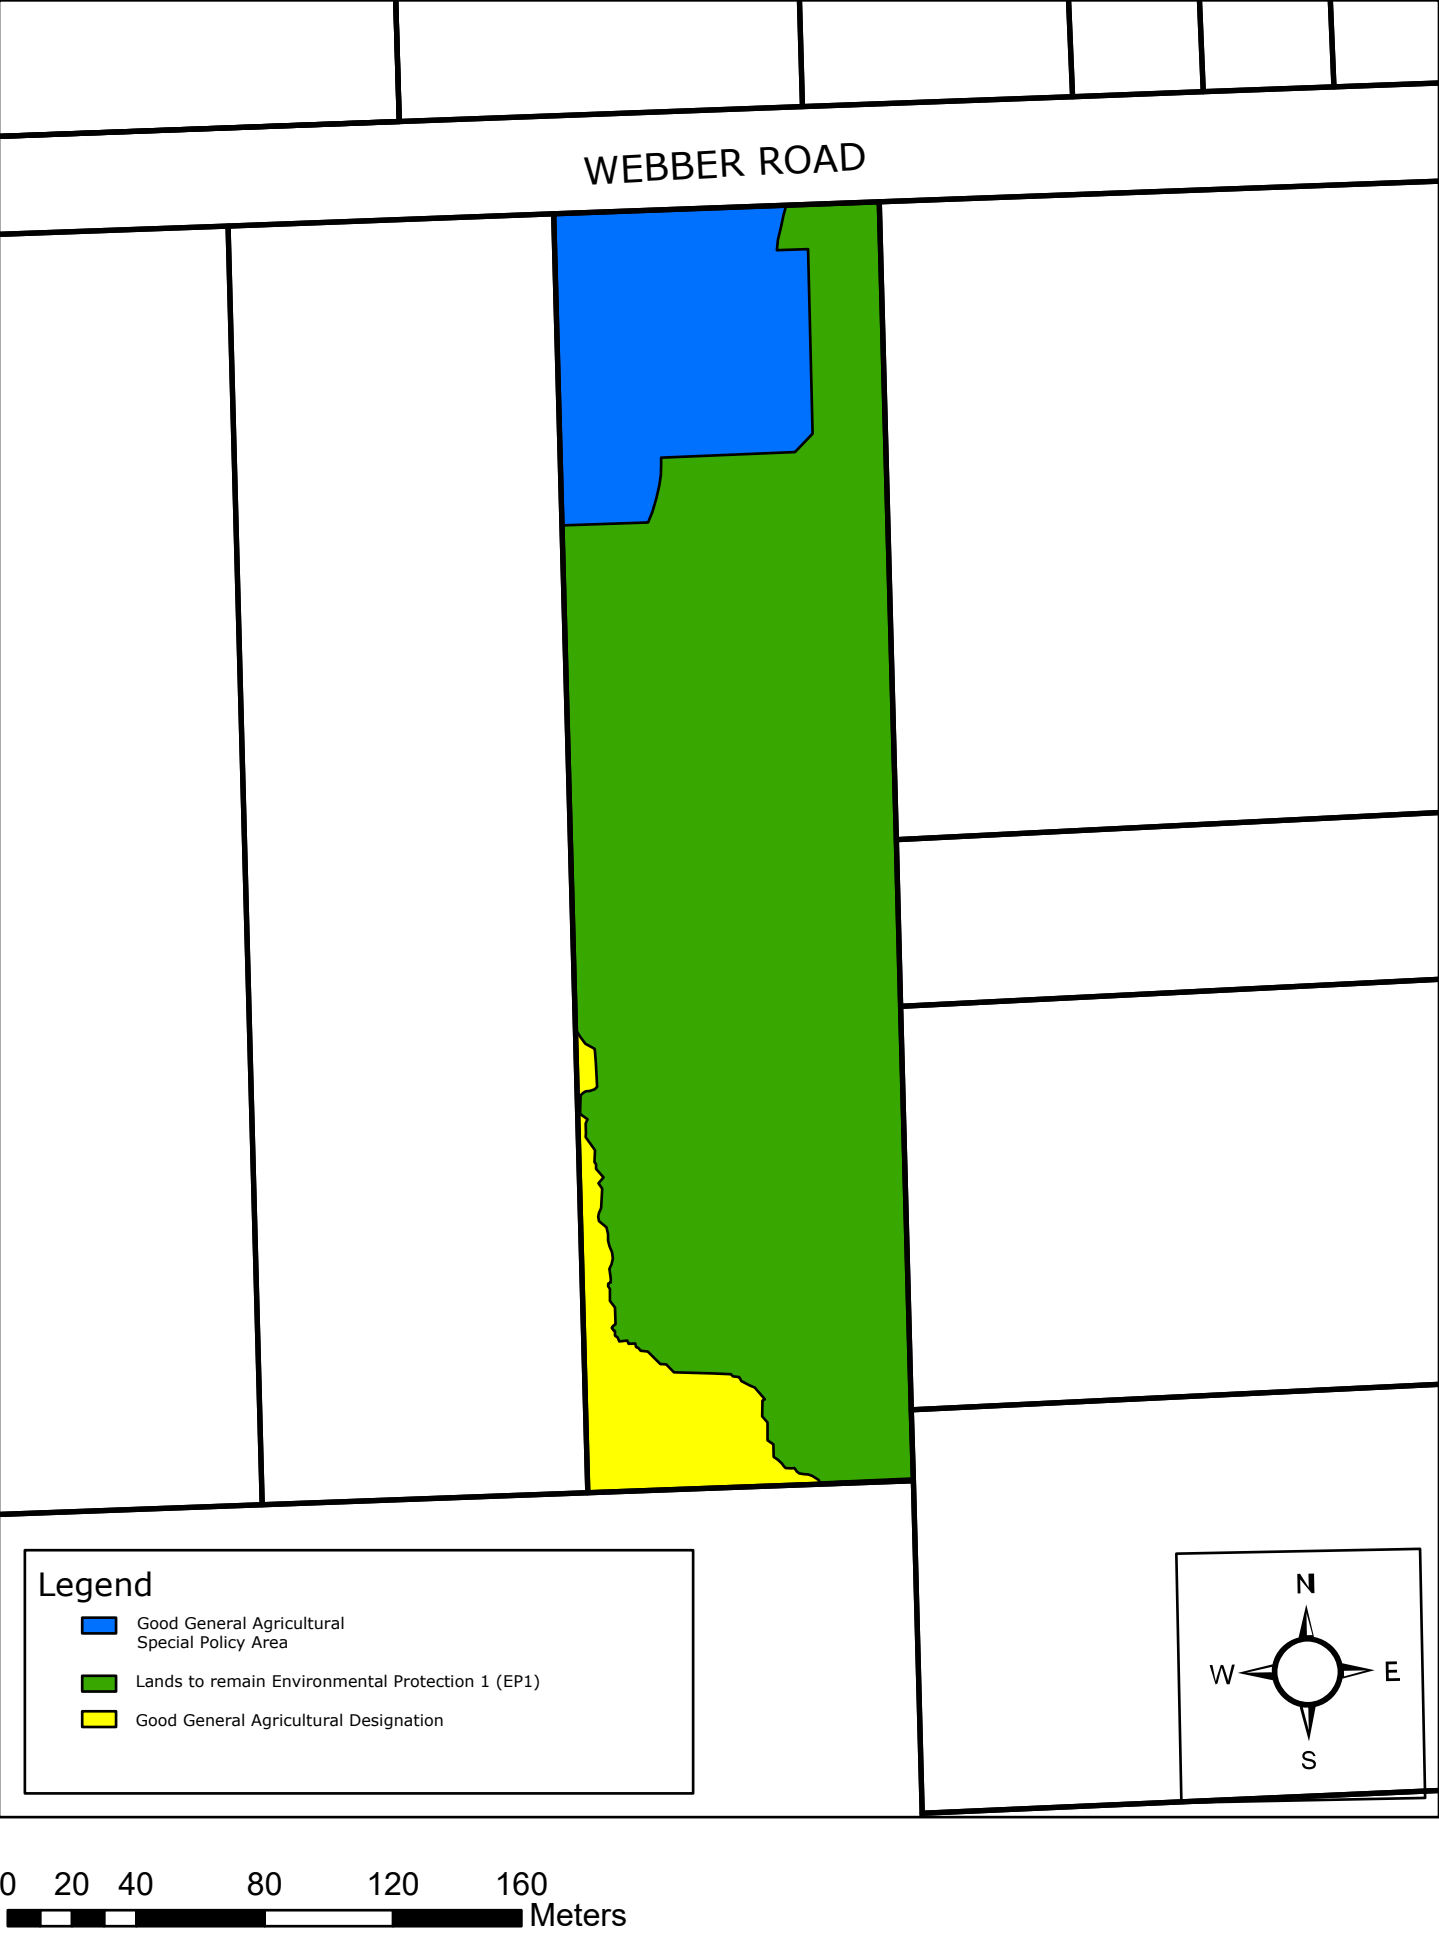 WEBBER ROAD
Legend
Good General Agricultural
Special Policy Area
Lands to remain Environmental Protection 1 (EP1)
Good General Agricultural Designation
N
W
E
S
0 20 40 80 120 160
Meters